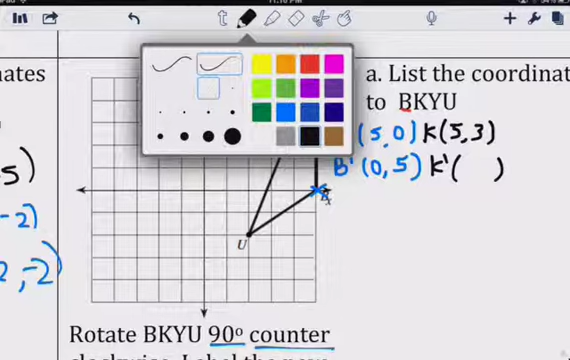 ates
a. List the coordinat
to BKYU
(5,0) K(5,3)
5)
B'(0,5) K'( )
-2)
B
x
U
2,-2)
Rotate BKYU 90° counter